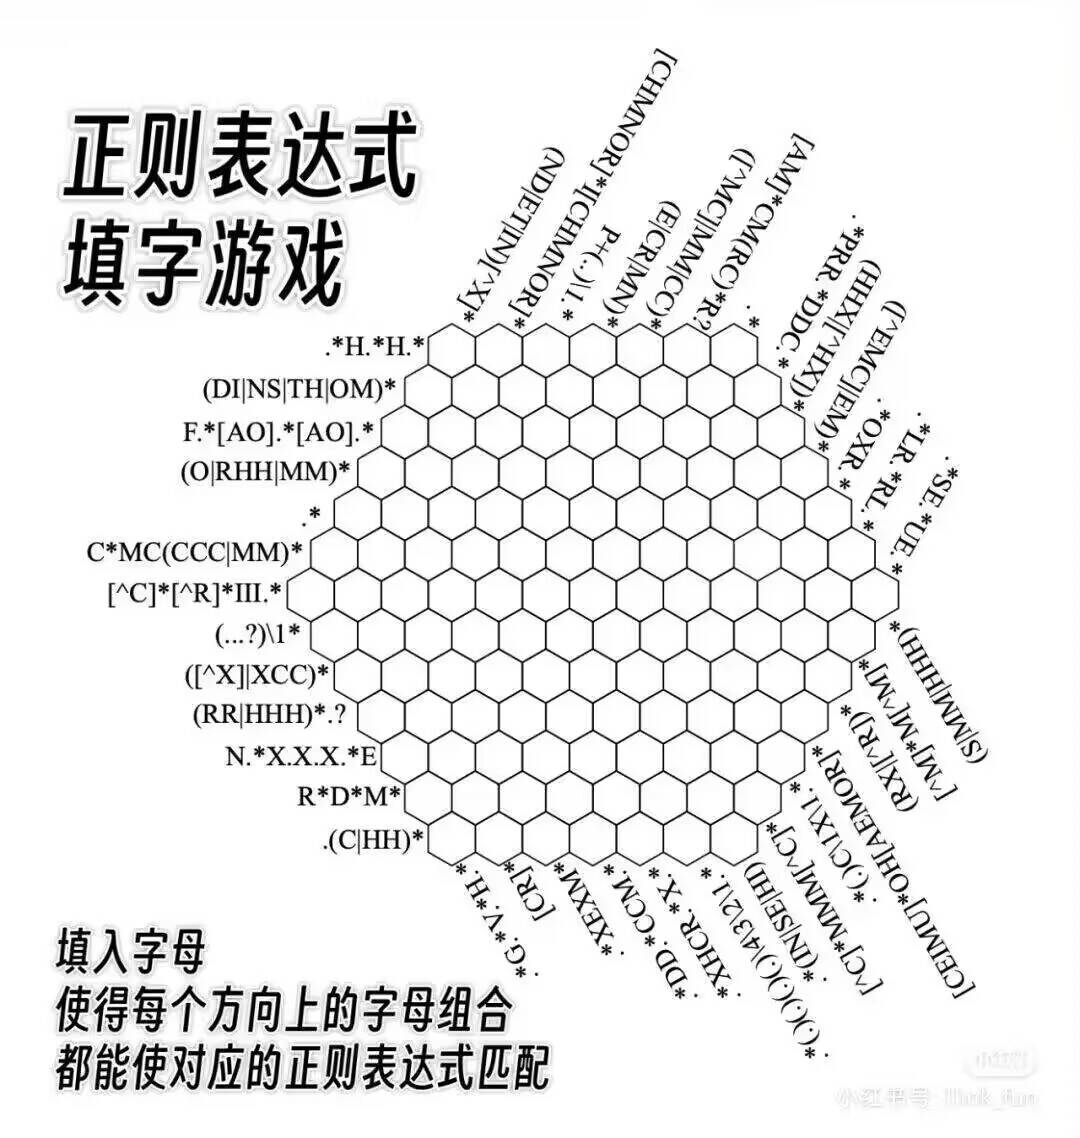 正则表达式
填字游戏
[CHMNOR]*I[CHMNOR]*
(ND|ET|IN)[^X]*
P+(..)\1.*
(E|CR|MN)*
([^MC]|MM|CC)*
[AM]*CM(RC)*R?
.*
.*PRR.*DDC.*
(HHX|[^HX])*
([^EMC]|EM)*
.*OXR.*
.*LR.*RL.*
.*SE.*UE.*
.*H.*H.*
(DI|NS|TH|OM)*
F.*[AO].*[AO].*
(O|RHH|MM)*
.*
C*MC(CCC|MM)*
[^C]*[^R]*III.*
(...?)\1*
([^X]|XCC)*
(RR|HHH)*.?
N.*X.X.X.*E
R*D*M*
.(C|HH)*
(S|MM|HHH)*
[^M]*M[^M]*
(RX|[^R])*
[CEIMU]*OH[AEMOR]*
.*(.)C\1X\1.*
[^C]*MMM[^C]*
.*(IN|SE|HI)
.*(.)(.)(.)(.)\4\3\2\1.*
.*XHCR.*X.*
.*DD.*CCM.*
.*XEXM*
[CR]*
.*G.*V.*H.*
填入字母
使得每个方向上的字母组合
都能使对应的正则表达式匹配
小红书